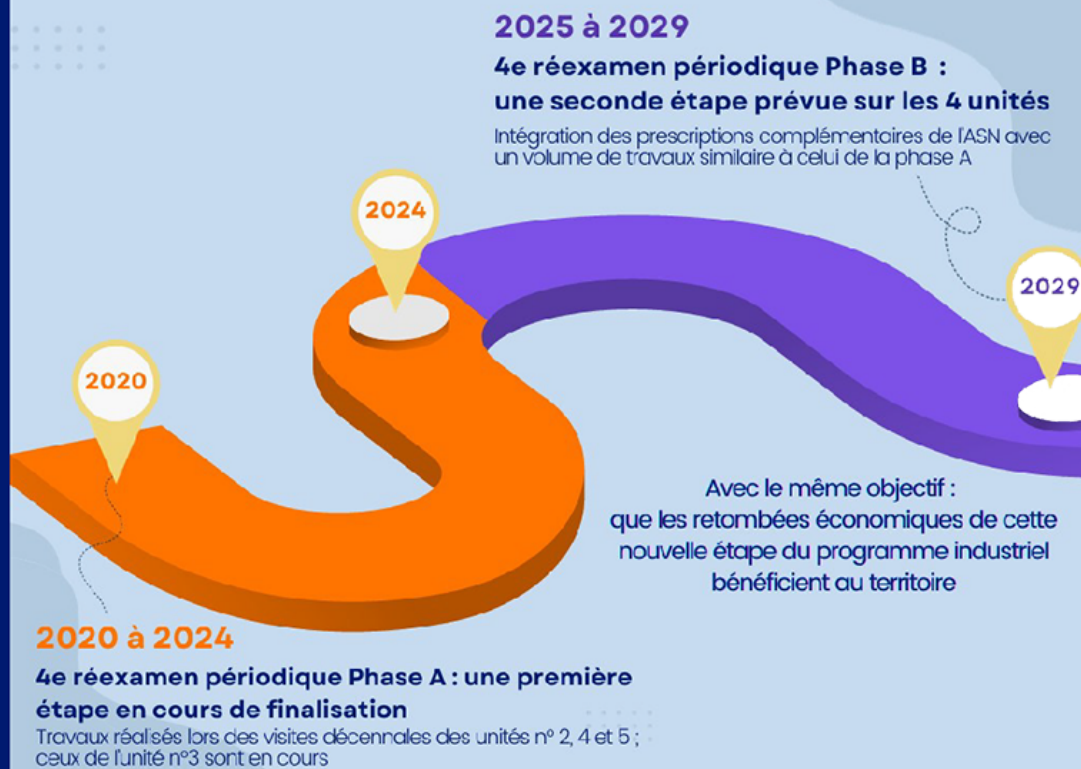 2025 à 2029
4e réexamen périodique Phase B :
une seconde étape prévue sur les 4 unités
Intégration des prescriptions complémentaires de l'ASN avec
un volume de travaux similaire à celui de la phase A
2024
2029
2020
Avec le même objectif :
que les retombées économiques de cette
nouvelle étape du programme industriel
bénéficient au territoire
2020 à 2024
4e réexamen périodique Phase A : une première
étape en cours de finalisation
Travaux réalisés lors des visites décennales des unités nº 2, 4 et 5 ;
ceux de l'unité nº3 sont en cours